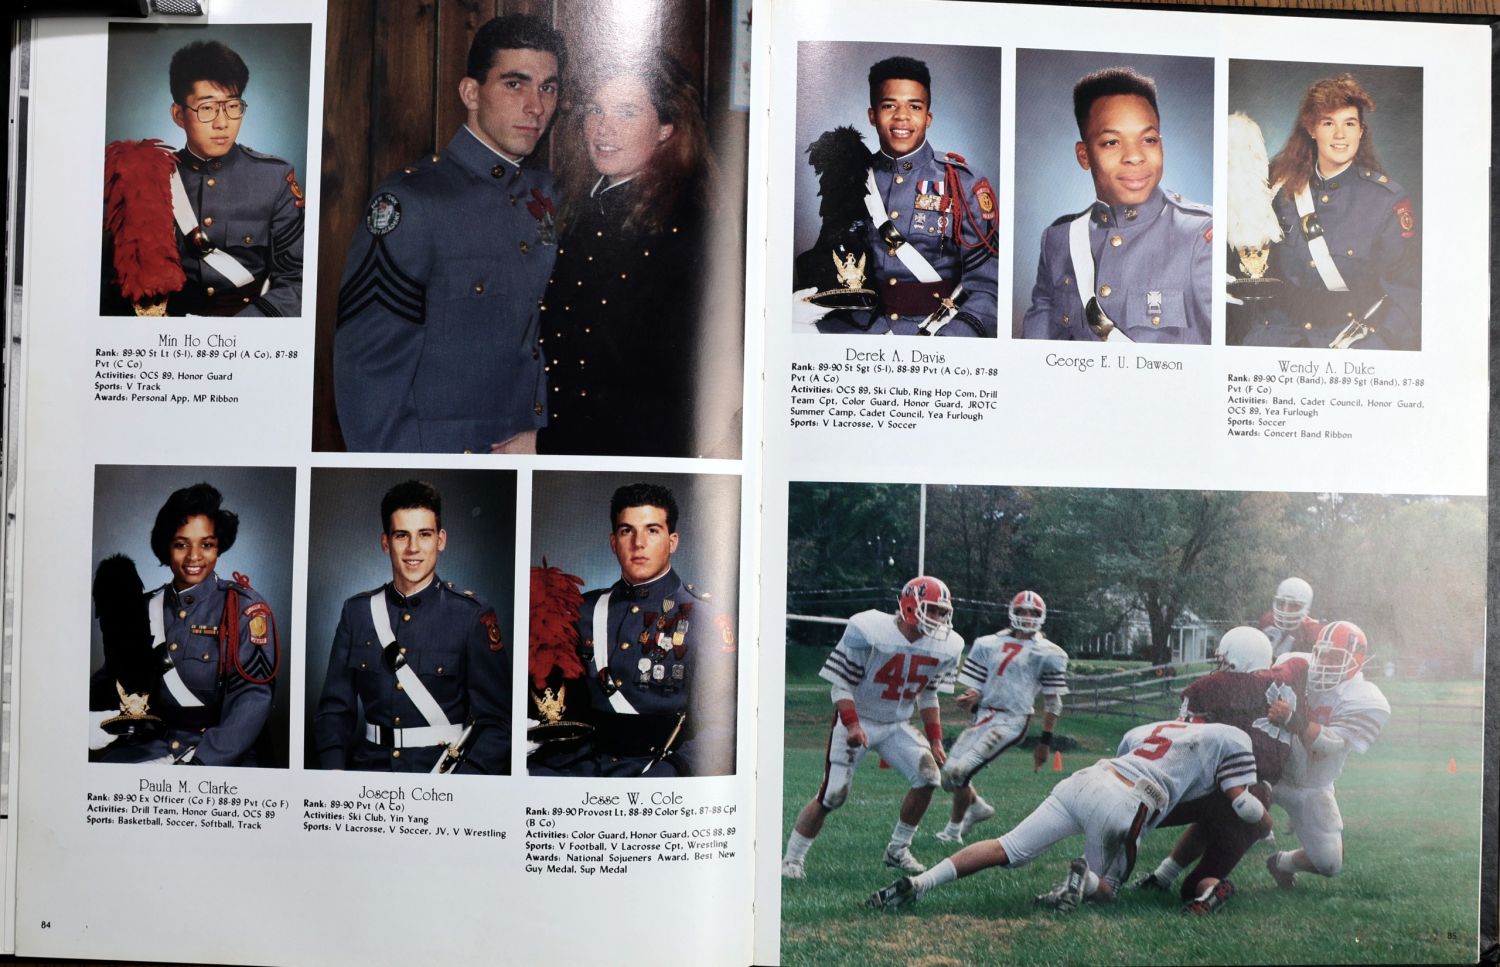 Min Ho Choi
Rank: 89-90 St Lt (S-1), 88-89 Cpl (A Co), 87-88
Pvt (C Co)
Activities: OCS 89, Honor Guard
Sports: V Track
Awards: Personal App, MP Ribbon
Paula M. Clarke
Rank: 89-90 Ex Officer (Co F) 88-89 Pvt (Co F)
Activities: Drill Team, Honor Guard, OCS 89
Sports: Basketball, Soccer, Softball, Track
Joseph Cohen
Rank: 89-90 Pvt (A Co)
Activities: Ski Club, Yin Yang
Sports: V Lacrosse, V Soccer, JV, V Wrestling
Jesse W. Cole
Rank: 89-90 Provost Lt, 88-89 Color Sgt, 87-88 Cpl
(B Co)
Activities: Color Guard, Honor Guard, OCS 88, 89
Sports: V Football, V Lacrosse Cpt, Wrestling
Awards: National Sojueners Award, Best New
Guy Medal, Sup Medal
84
Derek A. Davis
Rank: 89-90 St Sgt (S-1), 88-89 Pvt (A Co), 87-88
Pvt (A Co)
Activities: OCS 89, Ski Club, Ring Hop Com, Drill
Team Cpt, Color Guard, Honor Guard, JROTC
Summer Camp, Cadet Council, Yea Furlough
Sports: V Lacrosse, V Soccer
George E. U. Dawson
Wendy A. Duke
Rank: 89-90 Cpt (Band), 88-89 Sgt (Band), 87-88
Pvt (F Co)
Activities: Band, Cadet Council, Honor Guard,
OCS 89, Yea Furlough
Sports: Soccer
Awards: Concert Band Ribbon
45
7
5
85